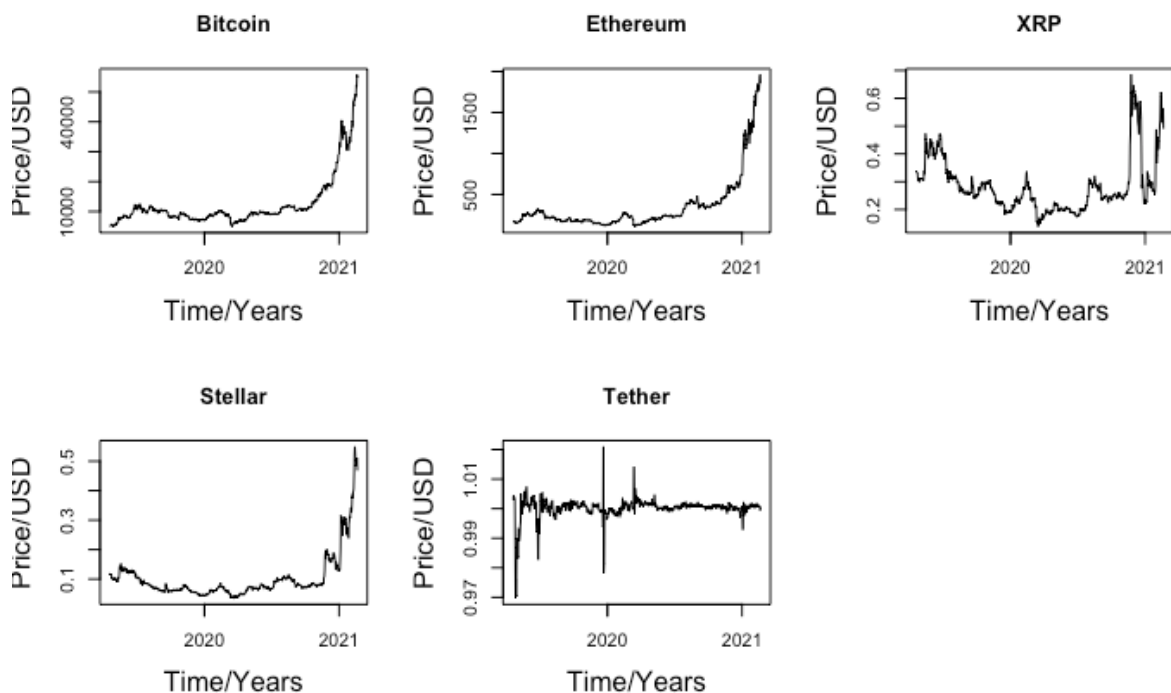 Bitcoin
Price/USD
10000 40000
2020 2021
Time/Years
Ethereum
Price/USD
500 1500
2020 2021
Time/Years
XRP
Price/USD
0.2 0.4 0.6
2020 2021
Time/Years
Stellar
Price/USD
0.1 0.3 0.5
2020 2021
Time/Years
Tether
Price/USD
0.97 0.99 1.01
2020 2021
Time/Years